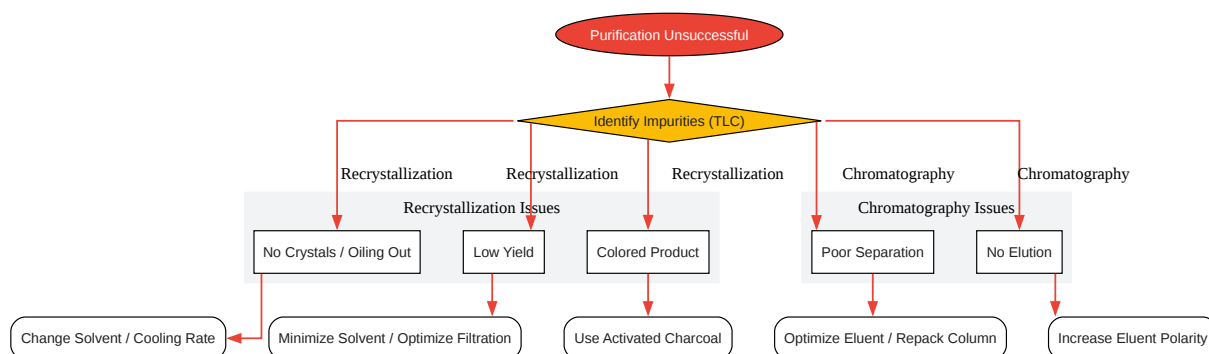 Purification Unsuccessful
Identify Impurities (TLC)
Recrystallization
Recrystallization
Recrystallization
Chromatography
Chromatography
Recrystallization Issues
Chromatography Issues
No Crystals / Oiling Out
Low Yield
Colored Product
Poor Separation
No Elution
Change Solvent / Cooling Rate
Minimize Solvent / Optimize Filtration
Use Activated Charcoal
Optimize Eluent / Repack Column
Increase Eluent Polarity